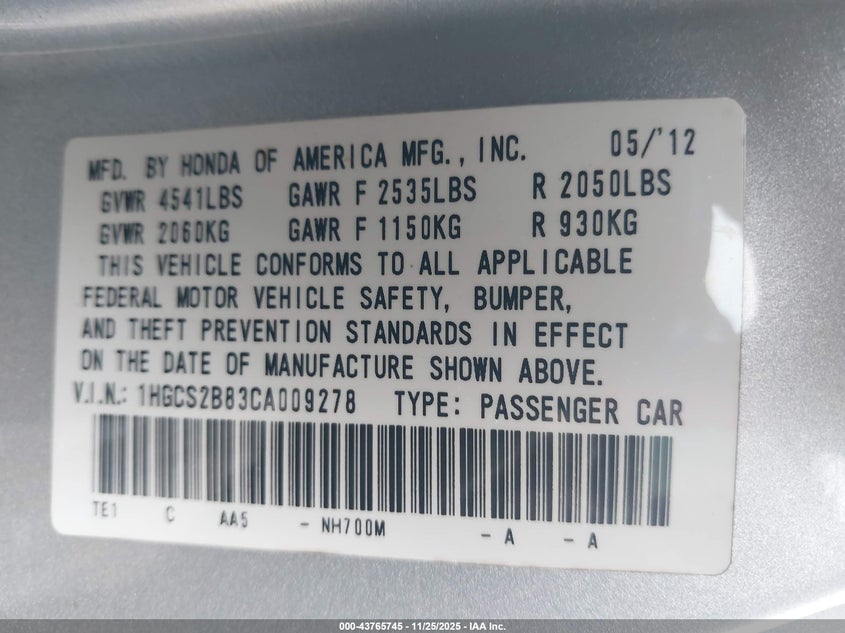 MFD. BY HONDA OF AMERICA MFG., INC. 05/'12
GVWR 4541LBS GAWR F 2535LBS R 2050LBS
GVWR 2060KG GAWR F 1150KG R 930KG
THIS VEHICLE CONFORMS TO ALL APPLICABLE
FEDERAL MOTOR VEHICLE SAFETY, BUMPER,
AND THEFT PREVENTION STANDARDS IN EFFECT
ON THE DATE OF MANUFACTURE SHOWN ABOVE.
V.I.N.: 1HGCS2B83CA009278 TYPE: PASSENGER CAR
TE1 C AA5 - NH700M - A - A
000-43765745 - 11/25/2025 - IAA Inc.